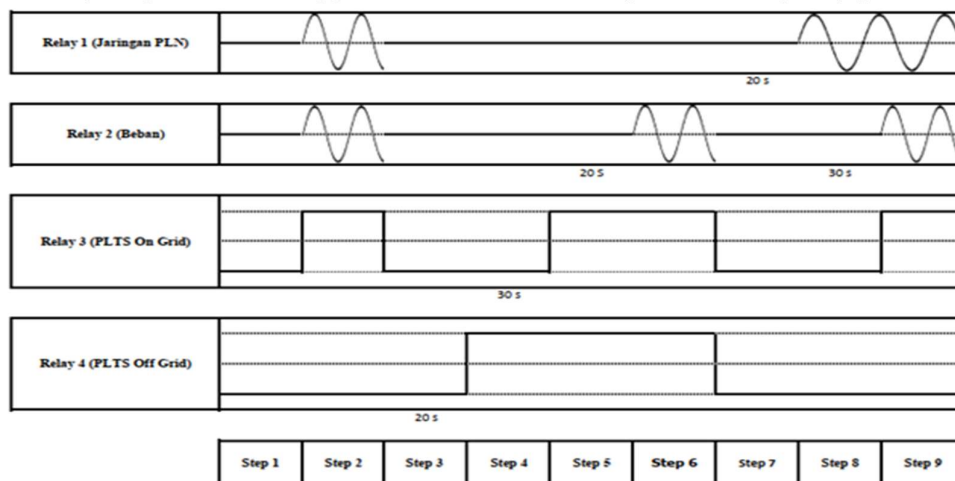 Relay 1 (Jaringan PLN)
20 s
Relay 2 (Beban)
20 S
30 s
Relay 3 (PLTS On Grid)
30 s
Relay 4 (PLTS Off Grid)
20 s
Step 1 Step 2 Step 3 Step 4 Step 5 Step 6 Step 7 Step 8 Step 9